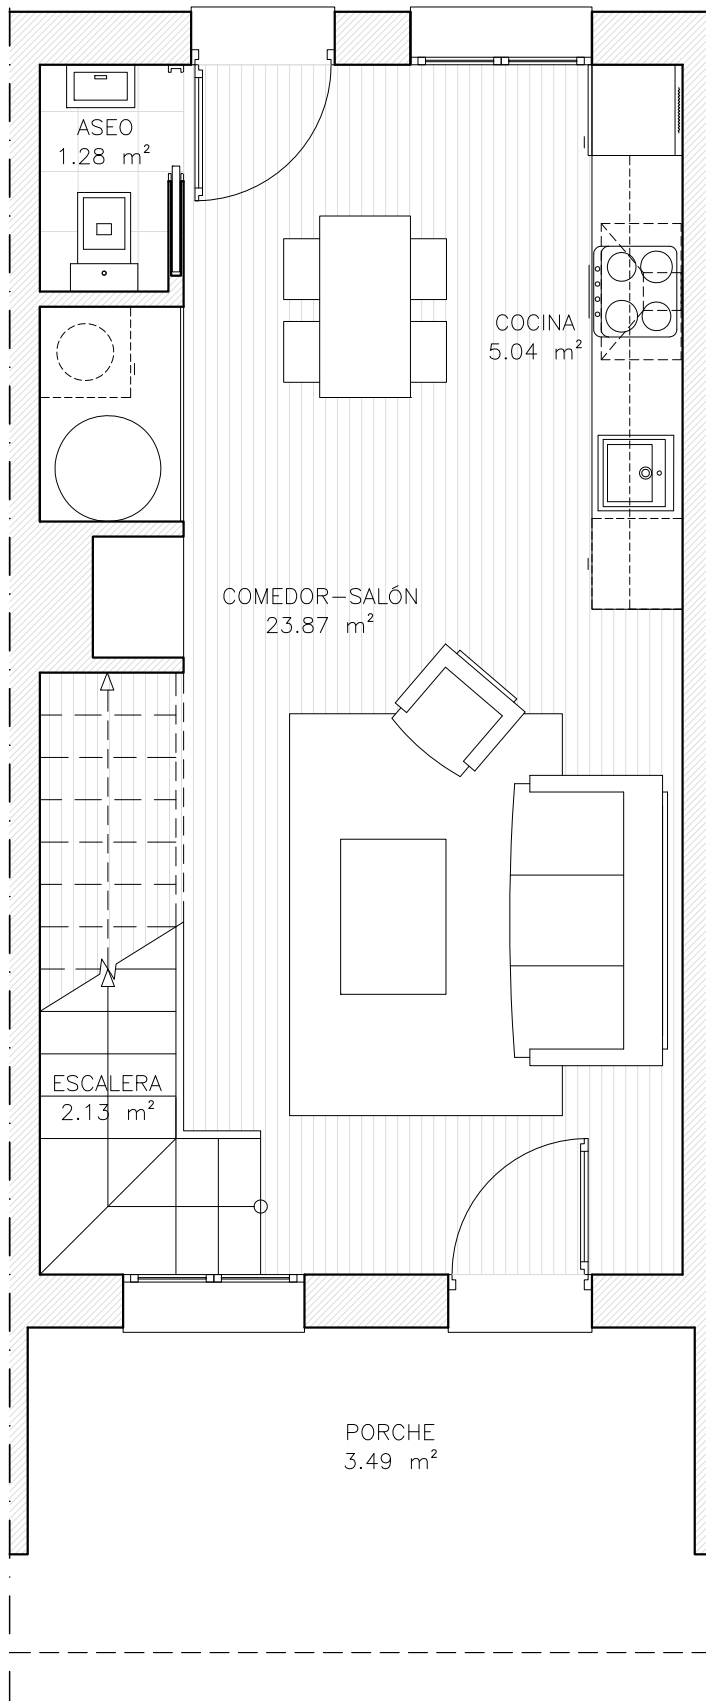 ASEO
1.28 m²
COCINA
5.04 m²
COMEDOR-SALÓN
23.87 m²
ESCALERA
2.13 m²
PORCHE
3.49 m²